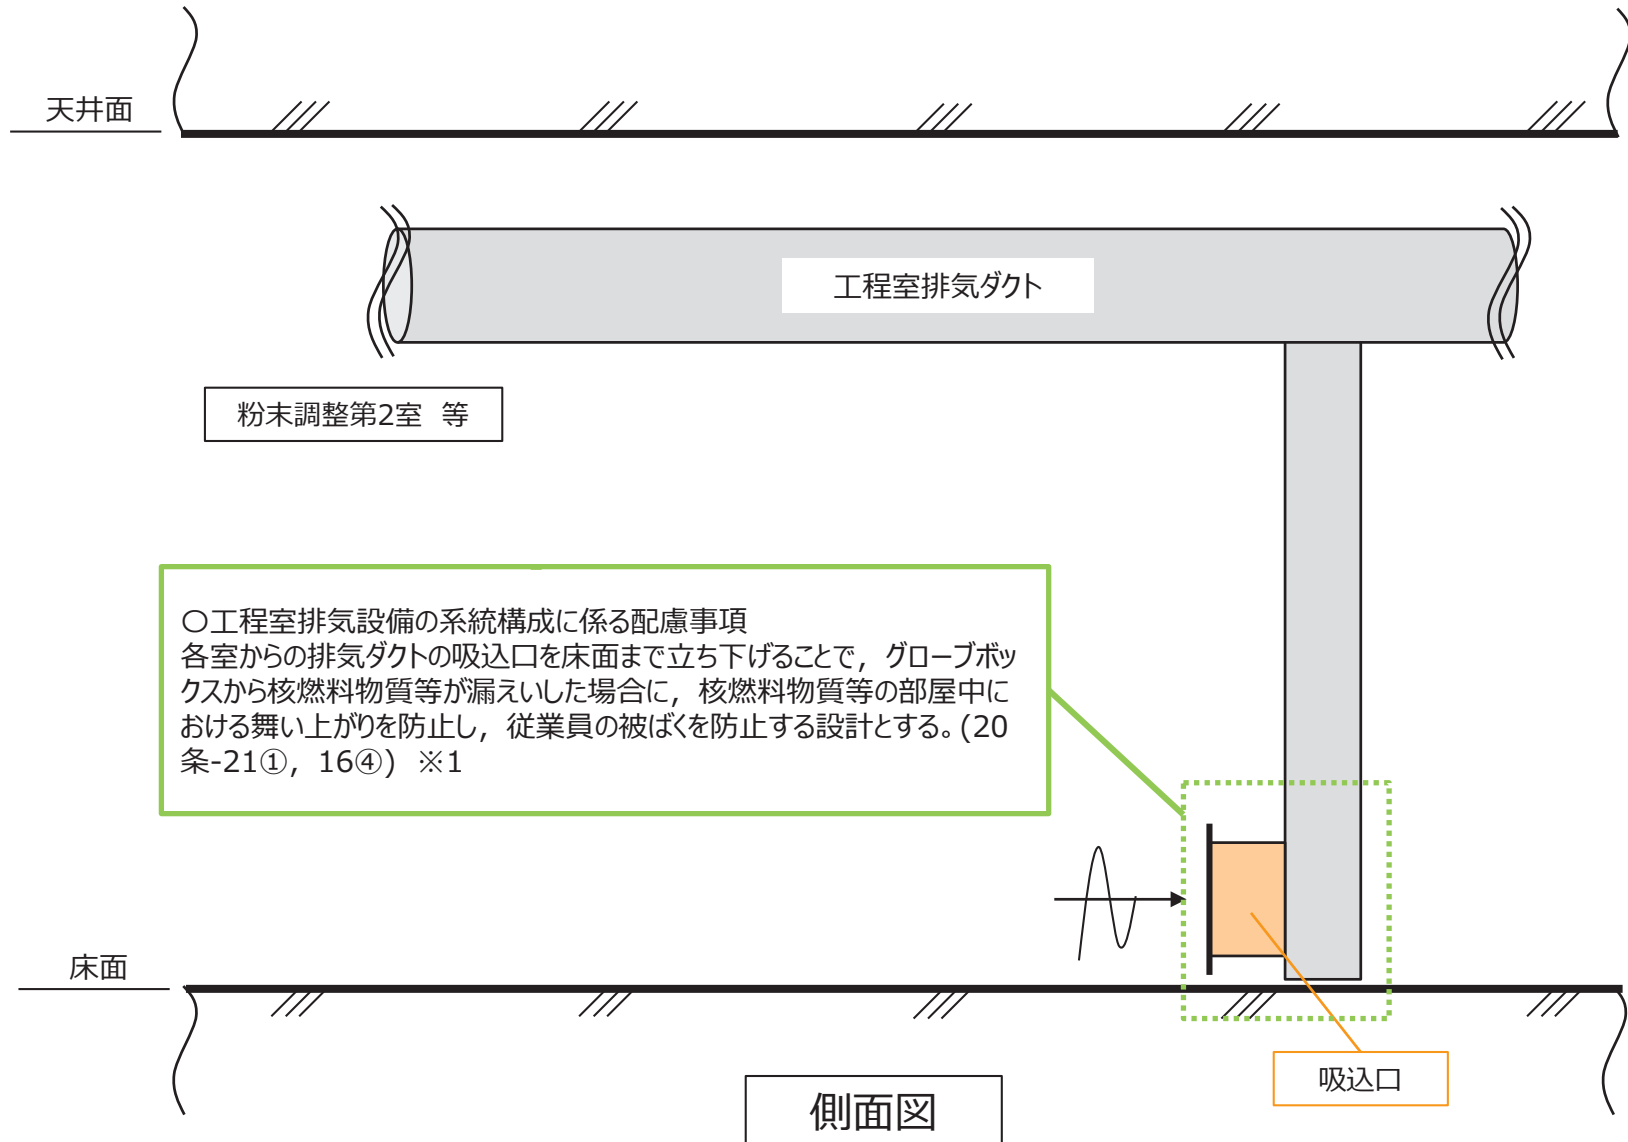 天井面
工程室排気ダクト
粉末調整第2室 等
○工程室排気設備の系統構成に係る配慮事項
各室からの排気ダクトの吸込口を床面まで立ち下げることで，グローブボッ
クスから核燃料物質等が漏えいした場合に，核燃料物質等の部屋中に
おける舞い上がりを防止し，従業員の被ばくを防止する設計とする。(20
条-21①，16④) ※1
床面
吸込口
側面図